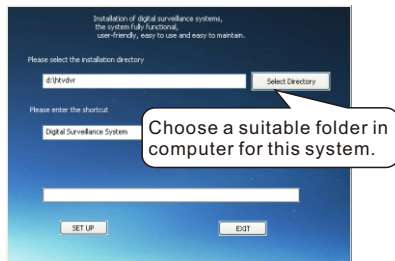 Installation of digital surveillance systems,
the system fully functional,
user-friendly, easy to use and easy to maintain.
Please select the installation directory
d:\htvdvr
Select Directory
Please enter the shortcut
Digital Surveillance System
Choose a suitable folder in
computer for this system.
SET UP
EXIT